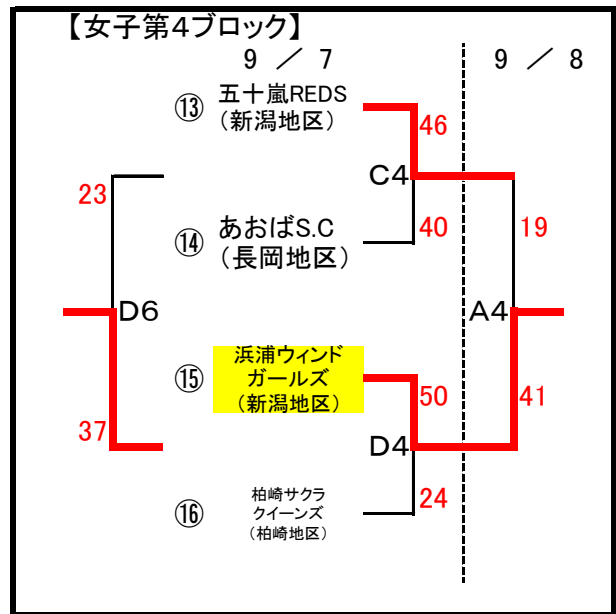 【女子第4ブロック】
9 ／ 7
9 ／ 8
⑬
五十嵐REDS
（新潟地区）
46
C4
23
⑭
あおばS.C
（長岡地区）
40
19
D6
A4
⑮
浜浦ウィンド
ガールズ
（新潟地区）
50
41
37
D4
⑯
柏崎サクラ
クイーンズ
（柏崎地区）
24